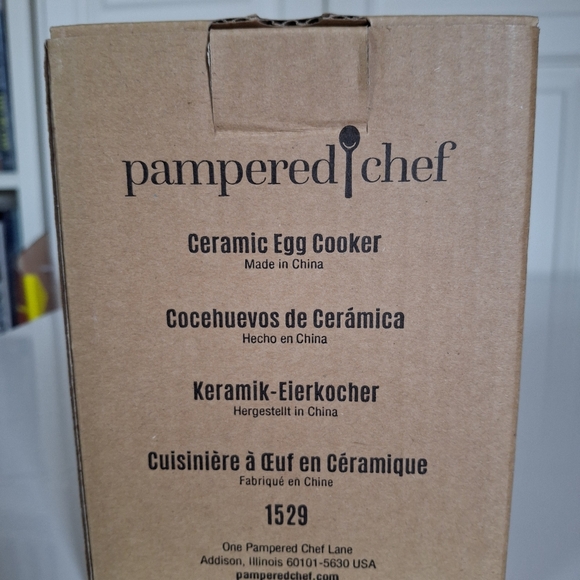 pampered chef
Ceramic Egg Cooker
Made in China
Cocehuevos de Cerámica
Hecho en China
Keramik-Eierkocher
Hergestellt in China
Cuisinière à Œuf en Céramique
Fabriqué en Chine
1529
One Pampered Chef Lane
Addison, Illinois 60101-5630 USA
pamperedchef.com